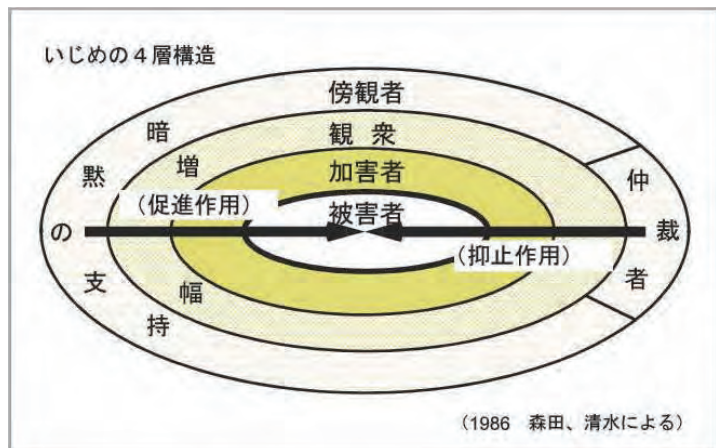 いじめの４層構造
傍観者
観衆
加害者
被害者
暗黙の支持
増幅
（促進作用）
（抑止作用）
仲裁者
（1986　森田、清水による）